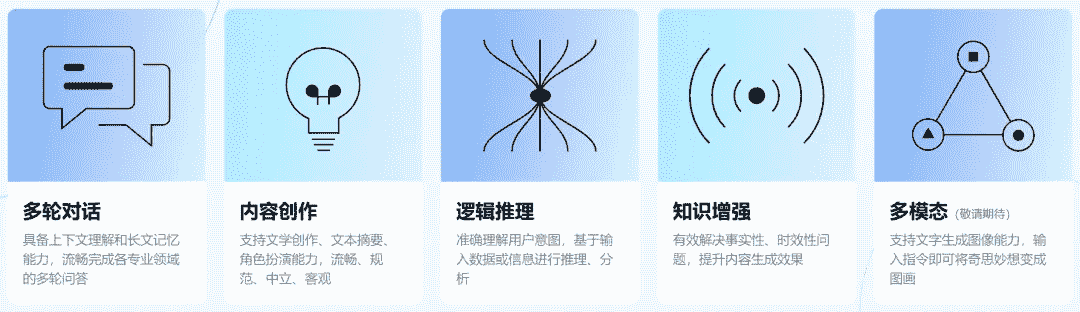 多轮对话
具备上下文理解和长文记忆
能力，流畅完成各专业领域
的多轮问答
内容创作
支持文学创作、文本摘要、
角色扮演能力，流畅、规
范、中立、客观
逻辑推理
准确理解用户意图，基于输
入数据或信息进行推理、分
析
知识增强
有效解决事实性、时效性问
题，提升内容生成效果
多模态（敬请期待）
支持文字生成图像能力，输
入指令即可将奇思妙想变成
图画